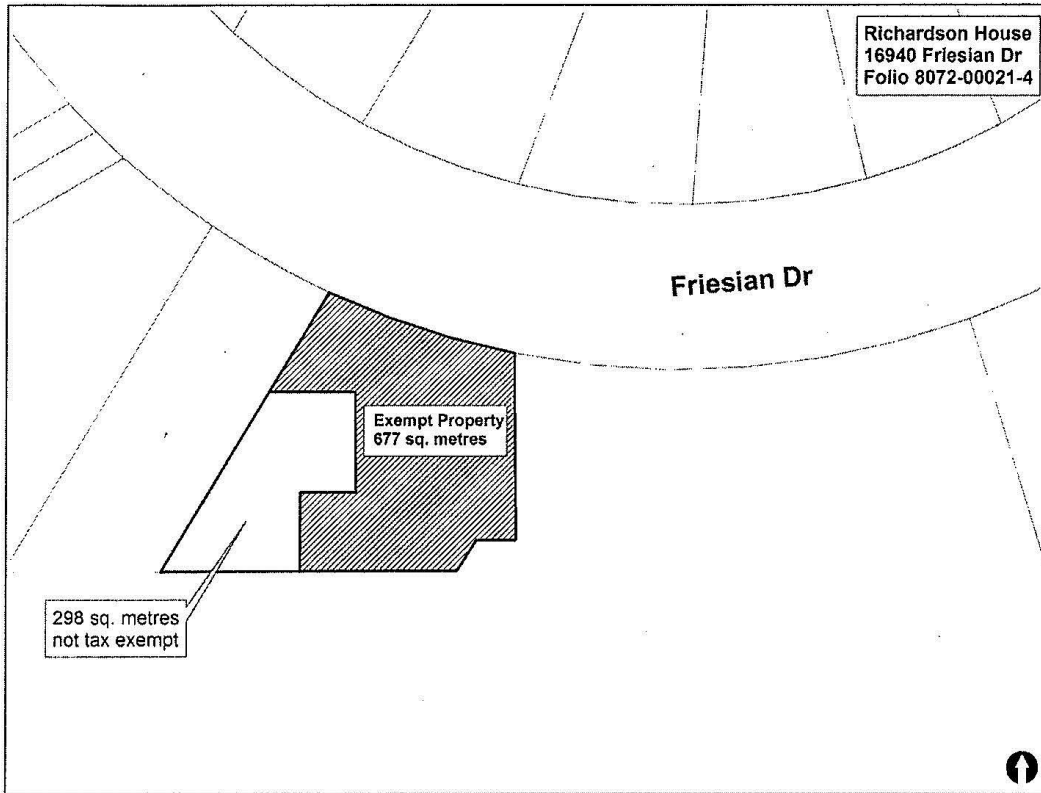 Richardson House
16940 Friesian Dr
Folio 8072-00021-4
Friesian Dr
Exempt Property
677 sq. metres
298 sq. metres
not tax exempt